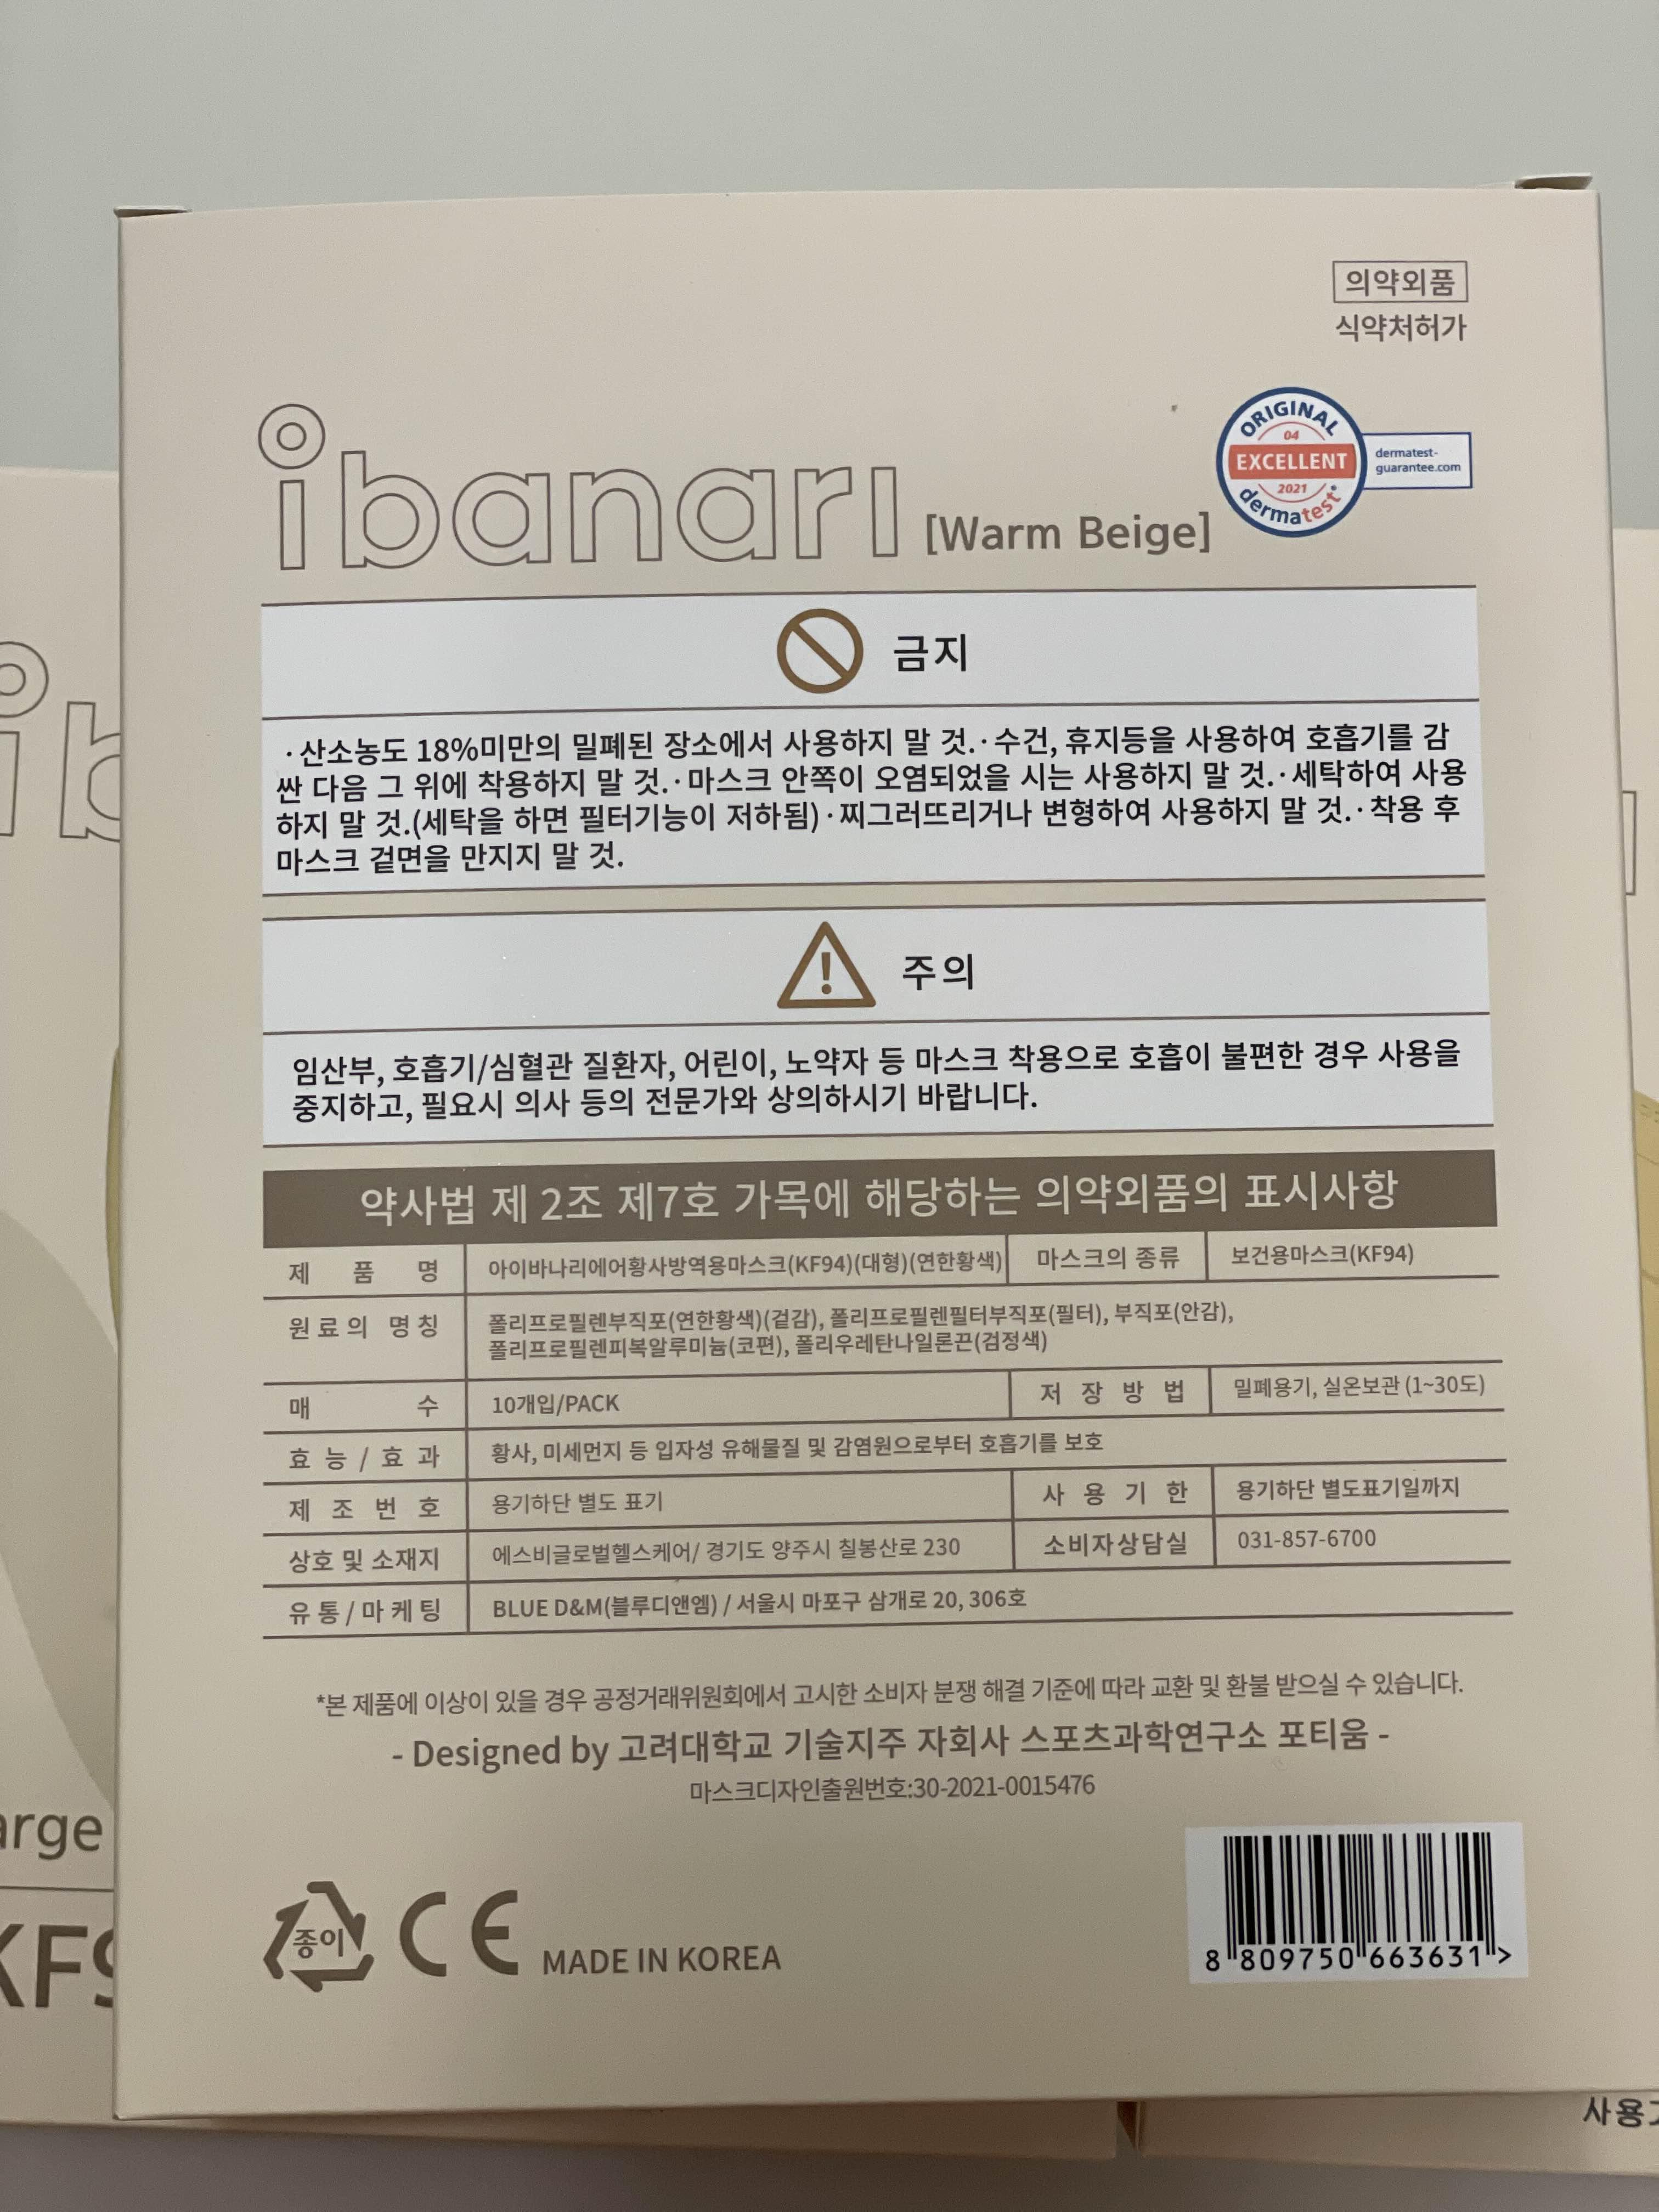 의약외품
식약처허가
ORIGINAL
04
EXCELLENT
2021
dermatest
dermatest-
guarantee.com
ibanari [Warm Beige]
금지
·산소농도 18%미만의 밀폐된 장소에서 사용하지 말 것.·수건, 휴지등을 사용하여 호흡기를 감
싼 다음 그 위에 착용하지 말 것.·마스크 안쪽이 오염되었을 시는 사용하지 말 것.·세탁하여 사용
하지 말 것.(세탁을 하면 필터기능이 저하됨)·찌그러뜨리거나 변형하여 사용하지 말 것.·착용 후
마스크 겉면을 만지지 말 것.
주의
임산부, 호흡기/심혈관 질환자, 어린이, 노약자 등 마스크 착용으로 호흡이 불편한 경우 사용을
중지하고, 필요시 의사 등의 전문가와 상의하시기 바랍니다.
약사법 제 2조 제7호 가목에 해당하는 의약외품의 표시사항
제 품 명 아이바나리에어황사방역용마스크(KF94)(대형)(연한황색) 마스크의 종류 보건용마스크(KF94)
원료의 명칭 폴리프로필렌부직포(연한황색)(겉감), 폴리프로필렌필터부직포(필터), 부직포(안감),
폴리프로필렌피복알루미늄(코편), 폴리우레탄나일론끈(검정색)
매 수 10개입/PACK 저 장 방 법 밀폐용기, 실온보관 (1~30도)
효 능 / 효 과 황사, 미세먼지 등 입자성 유해물질 및 감염원으로부터 호흡기를 보호
제 조 번 호 용기하단 별도 표기 사 용 기 한 용기하단 별도표기일까지
상호 및 소재지 에스비글로벌헬스케어/ 경기도 양주시 칠봉산로 230 소비자상담실 031-857-6700
유통/마케팅 BLUE D&M(블루디앤엠) / 서울시 마포구 삼개로 20, 306호
*본 제품에 이상이 있을 경우 공정거래위원회에서 고시한 소비자 분쟁 해결 기준에 따라 교환 및 환불 받으실 수 있습니다.
- Designed by 고려대학교 기술지주 자회사 스포츠과학연구소 포티움 -
마스크디자인출원번호:30-2021-0015476
종이 CE MADE IN KOREA
8 809750 663631 >
ib
arge
KF9
사용기